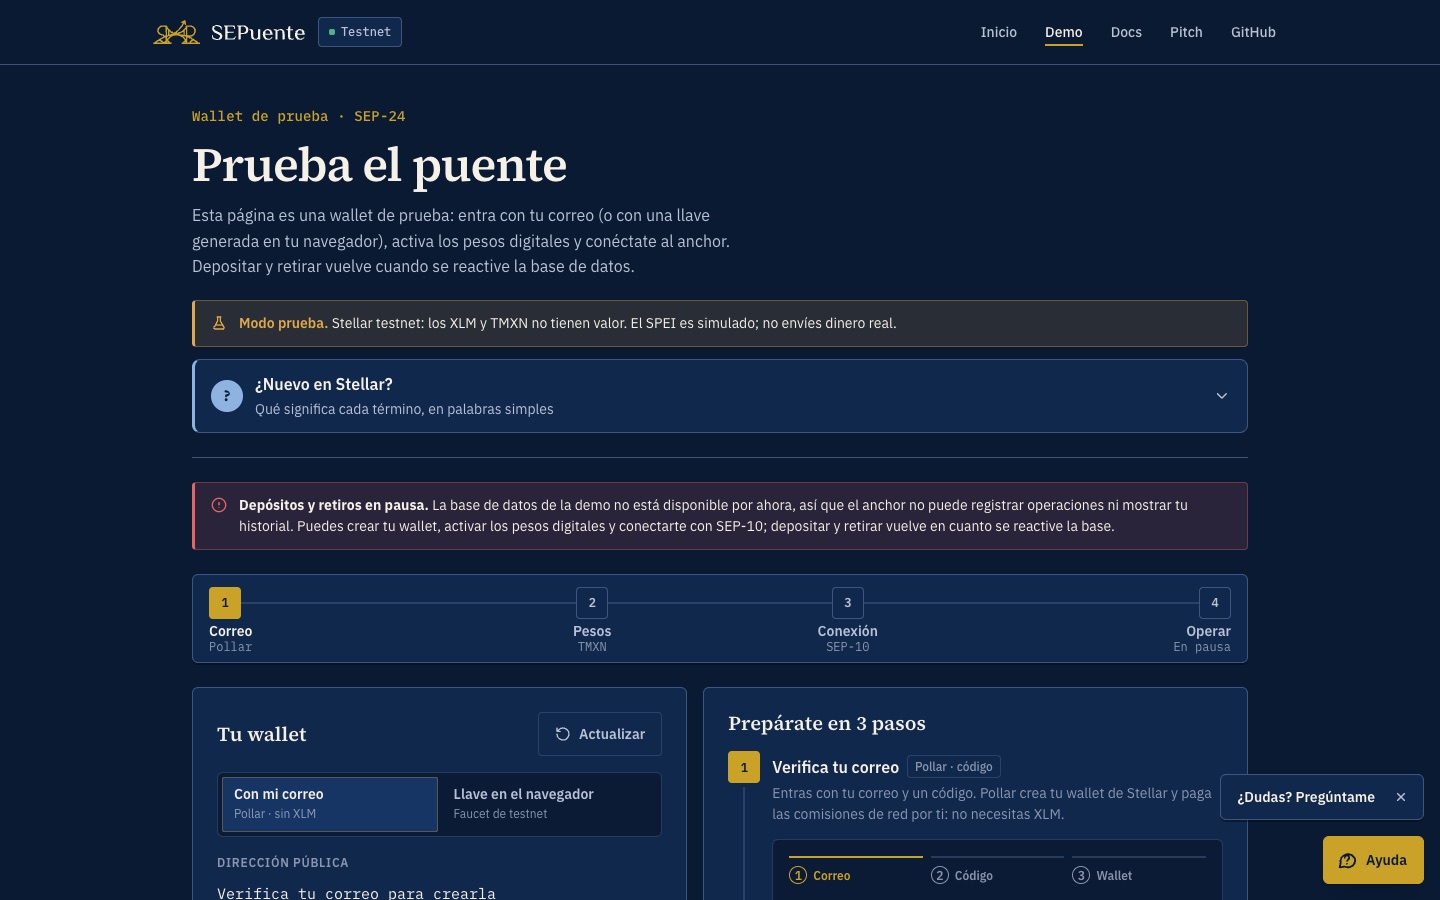 SEPuente
Testnet
Inicio
Demo
Docs
Pitch
GitHub
Wallet de prueba · SEP-24
Prueba el puente
Esta página es una wallet de prueba: entra con tu correo (o con una llave
generada en tu navegador), activa los pesos digitales y conéctate al anchor.
Depositar y retirar vuelve cuando se reactive la base de datos.
Modo prueba. Stellar testnet: los XLM y TMXN no tienen valor. El SPEI es simulado; no envíes dinero real.
?
¿Nuevo en Stellar?
Qué significa cada término, en palabras simples
Depósitos y retiros en pausa. La base de datos de la demo no está disponible por ahora, así que el anchor no puede registrar operaciones ni mostrar tu
historial. Puedes crear tu wallet, activar los pesos digitales y conectarte con SEP-10; depositar y retirar vuelve en cuanto se reactive la base.
1
Correo
Pollar
2
Pesos
TMXN
3
Conexión
SEP-10
4
Operar
En pausa
Tu wallet
Actualizar
Con mi correo
Pollar · sin XLM
Llave en el navegador
Faucet de testnet
DIRECCIÓN PÚBLICA
Verifica tu correo para crearla
Prepárate en 3 pasos
1
Verifica tu correo
Pollar · código
Entras con tu correo y un código. Pollar crea tu wallet de Stellar y paga
las comisiones de red por ti: no necesitas XLM.
1 Correo
2 Código
3 Wallet
¿Dudas? Pregúntame
Ayuda